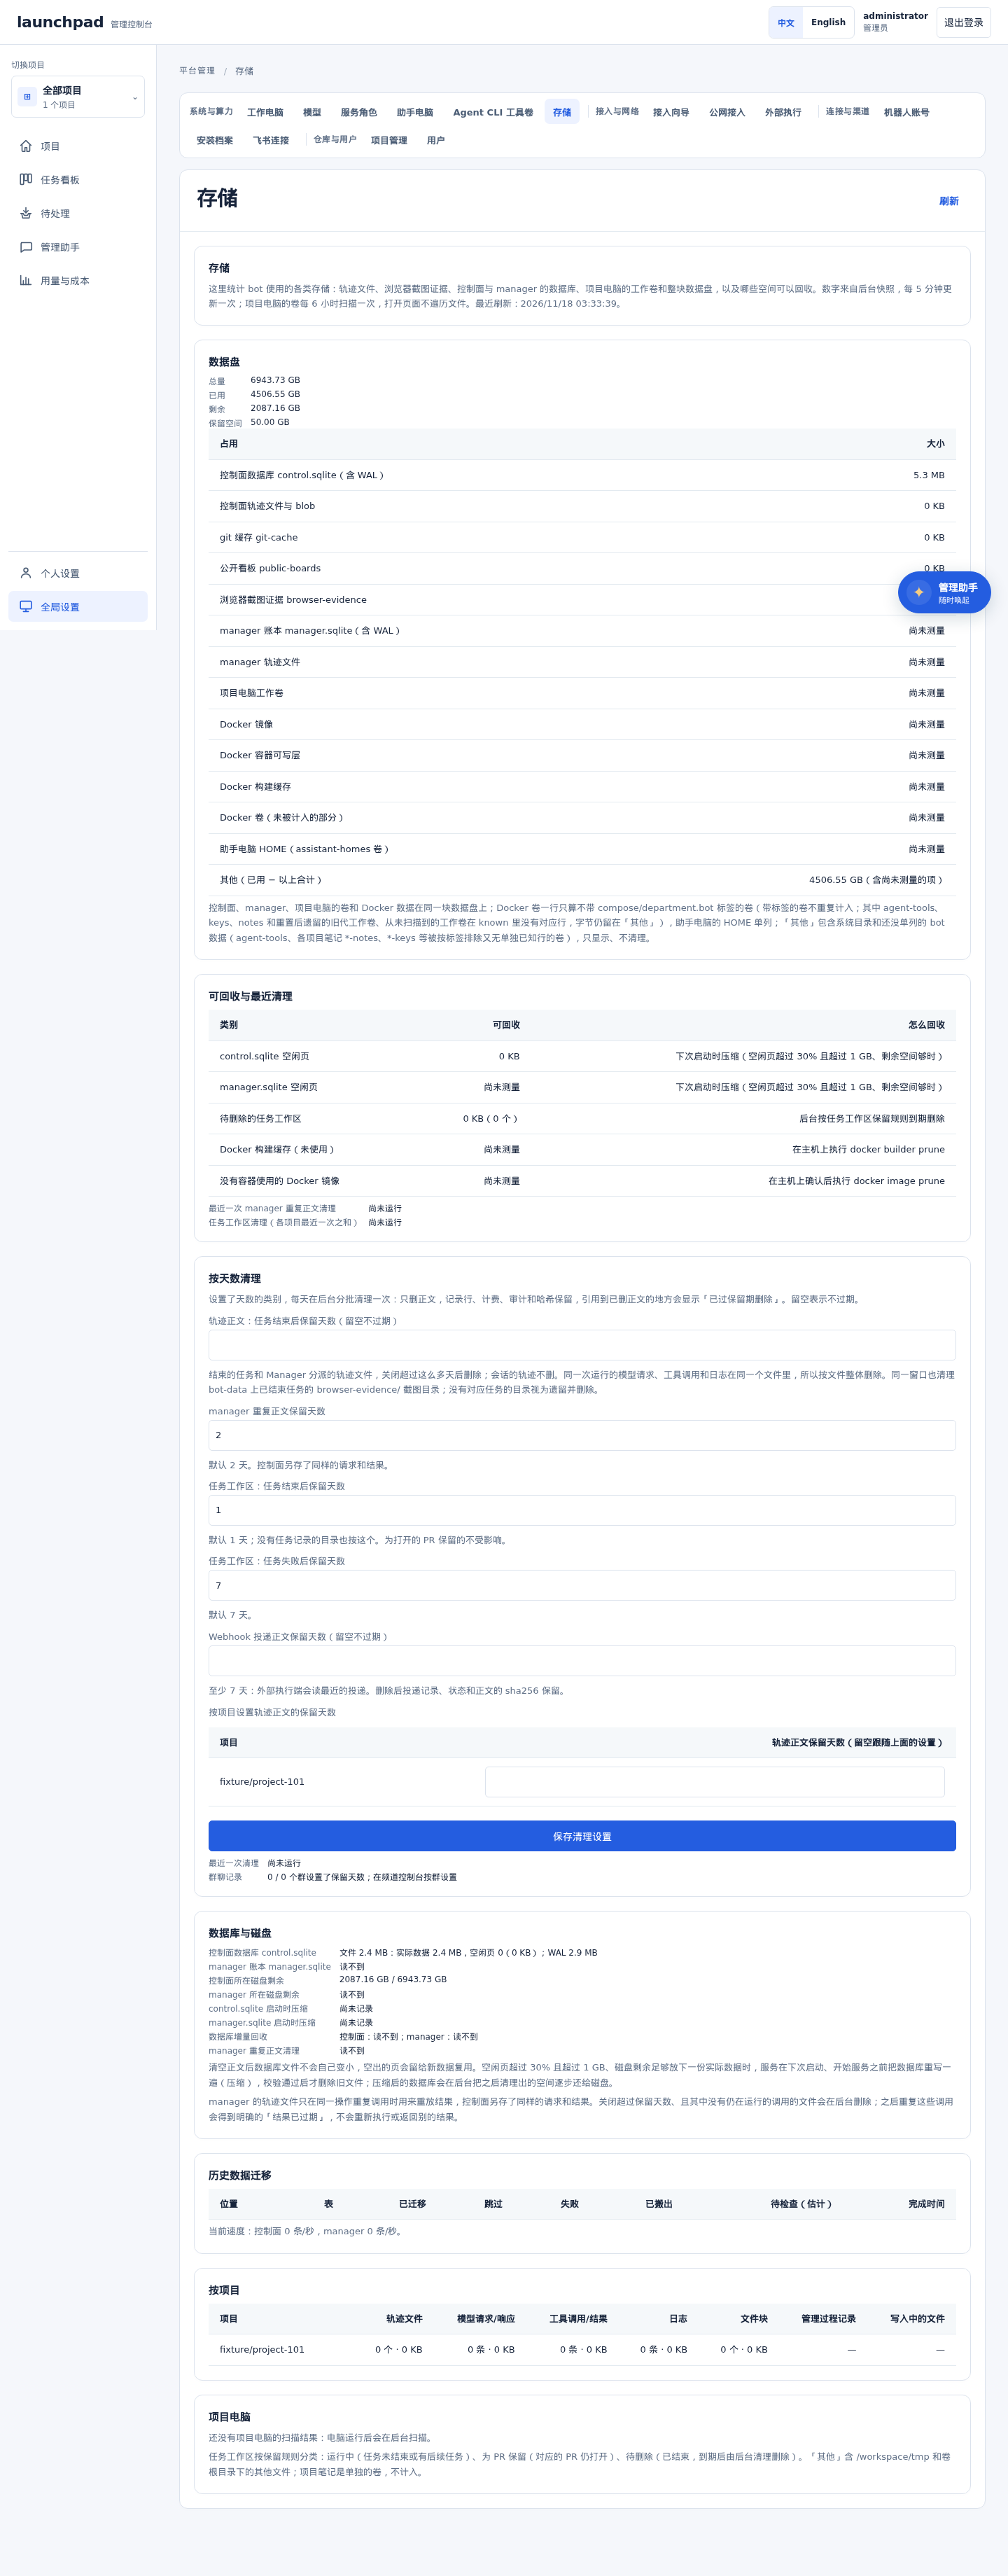 launchpad 管理控制台
中文 English
administrator
管理员
退出登录
切换项目
全部项目
1 个项目
项目
任务看板
待处理
管理助手
用量与成本
个人设置
全局设置
平台管理 / 存储
系统与算力 工作电脑 模型 服务角色 助手电脑 Agent CLI 工具卷 存储 接入与网络 接入向导 公网接入 外部执行 连接与渠道 机器人账号
安装档案 飞书连接 仓库与用户 项目管理 用户
存储
刷新
存储
这里统计 bot 使用的各类存储：轨迹文件、浏览器截图证据、控制面与 manager 的数据库、项目电脑的工作卷和整块数据盘，以及哪些空间可以回收。数字来自后台快照，每 5 分钟更
新一次；项目电脑的卷每 6 小时扫描一次，打开页面不遍历文件。最近刷新：2026/11/18 03:33:39。
数据盘
总量 6943.73 GB
已用 4506.55 GB
剩余 2087.16 GB
保留空间 50.00 GB
占用 大小
控制面数据库 control.sqlite（含 WAL） 5.3 MB
控制面轨迹文件与 blob 0 KB
git 缓存 git-cache 0 KB
公开看板 public-boards 0 KB
浏览器截图证据 browser-evidence
管理助手
随时唤起
manager 账本 manager.sqlite（含 WAL） 尚未测量
manager 轨迹文件 尚未测量
项目电脑工作卷 尚未测量
Docker 镜像 尚未测量
Docker 容器可写层 尚未测量
Docker 构建缓存 尚未测量
Docker 卷（未被计入的部分） 尚未测量
助手电脑 HOME（assistant-homes 卷） 尚未测量
其他（已用 − 以上合计） 4506.55 GB（含尚未测量的项）
控制面、manager、项目电脑的卷和 Docker 数据在同一块数据盘上；Docker 卷一行只算不带 compose/department.bot 标签的卷（带标签的卷不重复计入；其中 agent-tools、
keys、notes 和重置后遗留的旧代工作卷、从未扫描到的工作卷在 known 里没有对应行，字节仍留在「其他」），助手电脑的 HOME 单列；「其他」包含系统目录和还没单列的 bot
数据（agent-tools、各项目笔记 *-notes、*-keys 等被按标签排除又无单独已知行的卷），只显示、不清理。
可回收与最近清理
类别 可回收 怎么回收
control.sqlite 空闲页 0 KB 下次启动时压缩（空闲页超过 30% 且超过 1 GB、剩余空间够时）
manager.sqlite 空闲页 尚未测量 下次启动时压缩（空闲页超过 30% 且超过 1 GB、剩余空间够时）
待删除的任务工作区 0 KB（0 个） 后台按任务工作区保留规则到期删除
Docker 构建缓存（未使用） 尚未测量 在主机上执行 docker builder prune
没有容器使用的 Docker 镜像 尚未测量 在主机上确认后执行 docker image prune
最近一次 manager 重复正文清理 尚未运行
任务工作区清理（各项目最近一次之和） 尚未运行
按天数清理
设置了天数的类别，每天在后台分批清理一次：只删正文，记录行、计费、审计和哈希保留，引用到已删正文的地方会显示「已过保留期删除」。留空表示不过期。
轨迹正文：任务结束后保留天数（留空不过期）
结束的任务和 Manager 分派的轨迹文件，关闭超过这么多天后删除；会话的轨迹不删。同一次运行的模型请求、工具调用和日志在同一个文件里，所以按文件整体删除。同一窗口也清理
bot-data 上已结束任务的 browser-evidence/ 截图目录；没有对应任务的目录视为遗留并删除。
manager 重复正文保留天数
2
默认 2 天。控制面另存了同样的请求和结果。
任务工作区：任务结束后保留天数
1
默认 1 天；没有任务记录的目录也按这个。为打开的 PR 保留的不受影响。
任务工作区：任务失败后保留天数
7
默认 7 天。
Webhook 投递正文保留天数（留空不过期）
至少 7 天：外部执行端会读最近的投递。删除后投递记录、状态和正文的 sha256 保留。
按项目设置轨迹正文的保留天数
项目 轨迹正文保留天数（留空跟随上面的设置）
fixture/project-101
保存清理设置
最近一次清理 尚未运行
群聊记录 0 / 0 个群设置了保留天数；在频道控制台按群设置
数据库与磁盘
控制面数据库 control.sqlite 文件 2.4 MB：实际数据 2.4 MB，空闲页 0（0 KB）；WAL 2.9 MB
manager 账本 manager.sqlite 读不到
控制面所在磁盘剩余 2087.16 GB / 6943.73 GB
manager 所在磁盘剩余 读不到
control.sqlite 启动时压缩 尚未记录
manager.sqlite 启动时压缩 尚未记录
数据库增量回收 控制面：读不到；manager：读不到
manager 重复正文清理 读不到
清空正文后数据库文件不会自己变小，空出的页会留给新数据复用。空闲页超过 30% 且超过 1 GB、磁盘剩余足够放下一份实际数据时，服务在下次启动、开始服务之前把数据库重写一
遍（压缩），校验通过后才删除旧文件；压缩后的数据库会在后台把之后清理出的空间逐步还给磁盘。
manager 的轨迹文件只在同一操作重复调用时用来重放结果，控制面另存了同样的请求和结果。关闭超过保留天数、且其中没有仍在运行的调用的文件会在后台删除；之后重复这些调用
会得到明确的「结果已过期」，不会重新执行或返回别的结果。
历史数据迁移
位置 表 已迁移 跳过 失败 已搬出 待检查（估计） 完成时间
当前速度：控制面 0 条/秒，manager 0 条/秒。
按项目
项目 轨迹文件 模型请求/响应 工具调用/结果 日志 文件块 管理过程记录 写入中的文件
fixture/project-101 0 个 · 0 KB 0 条 · 0 KB 0 条 · 0 KB 0 条 · 0 KB 0 个 · 0 KB — —
项目电脑
还没有项目电脑的扫描结果：电脑运行后会在后台扫描。
任务工作区按保留规则分类：运行中（任务未结束或有后续任务）、为 PR 保留（对应的 PR 仍打开）、待删除（已结束，到期后由后台清理删除）。「其他」含 /workspace/tmp 和卷
根目录下的其他文件；项目笔记是单独的卷，不计入。